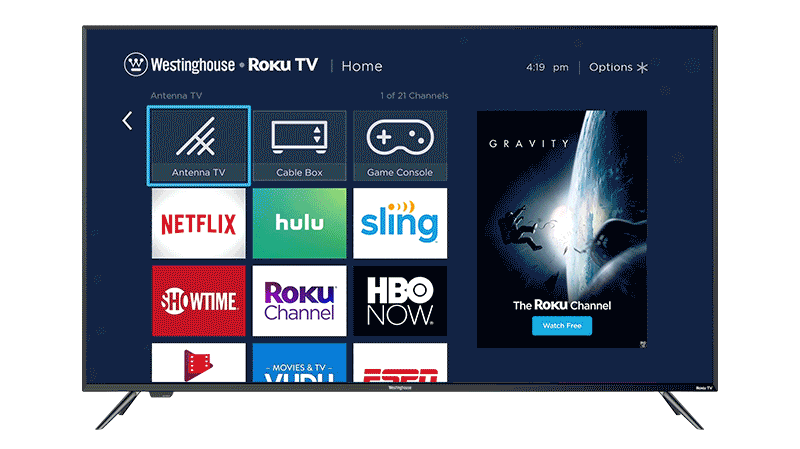 Westinghouse • Roku TV | Home
4:19 pm | Options
Antenna TV
1 of 21 Channels
Antenna TV
Cable Box
Game Console
GRAVITY
NETFLIX
hulu
sling
SHOWTIME
Roku Channel
HBO NOW
The Roku Channel
Watch Free
MOVIES & TV
VUDU
ESPN
Westinghouse
Roku TV